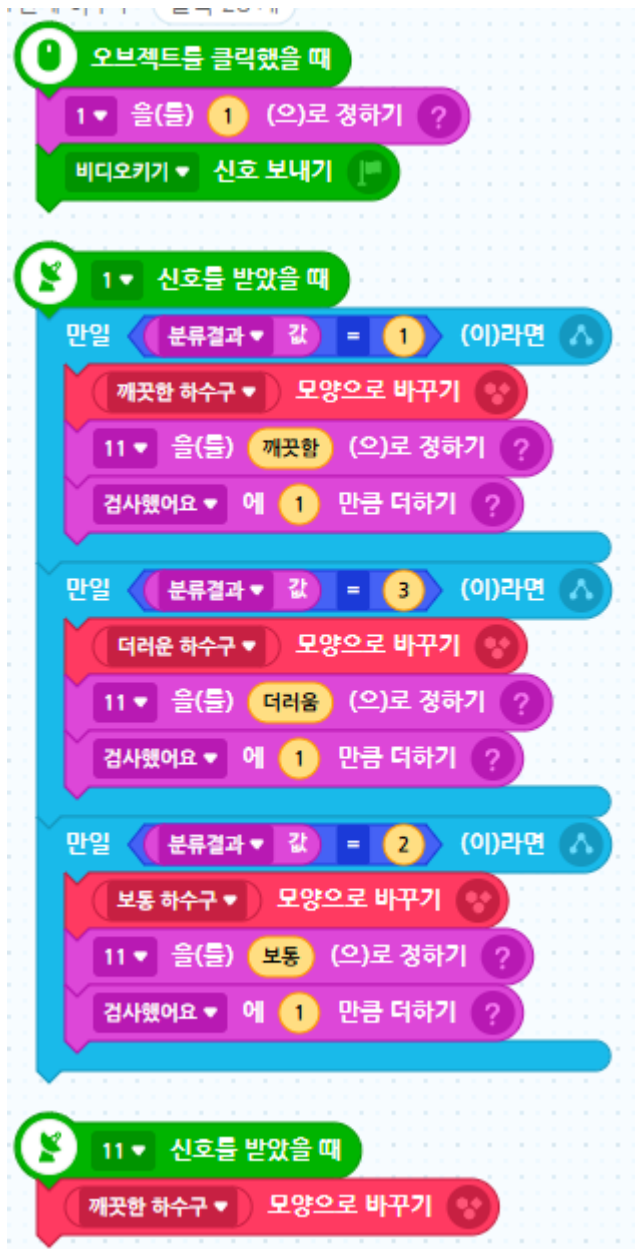 오브젝트를 클릭했을 때
1 ▼ 을(를) 1 (으)로 정하기 ?
비디오키기 ▼ 신호 보내기
1 ▼ 신호를 받았을 때
만일 분류결과 ▼ 값 = 1 (이)라면
깨끗한 하수구 ▼ 모양으로 바꾸기
11 ▼ 을(를) 깨끗함 (으)로 정하기 ?
검사했어요 ▼ 에 1 만큼 더하기 ?
만일 분류결과 ▼ 값 = 3 (이)라면
더러운 하수구 ▼ 모양으로 바꾸기
11 ▼ 을(를) 더러움 (으)로 정하기 ?
검사했어요 ▼ 에 1 만큼 더하기 ?
만일 분류결과 ▼ 값 = 2 (이)라면
보통 하수구 ▼ 모양으로 바꾸기
11 ▼ 을(를) 보통 (으)로 정하기 ?
검사했어요 ▼ 에 1 만큼 더하기 ?
11 ▼ 신호를 받았을 때
깨끗한 하수구 ▼ 모양으로 바꾸기